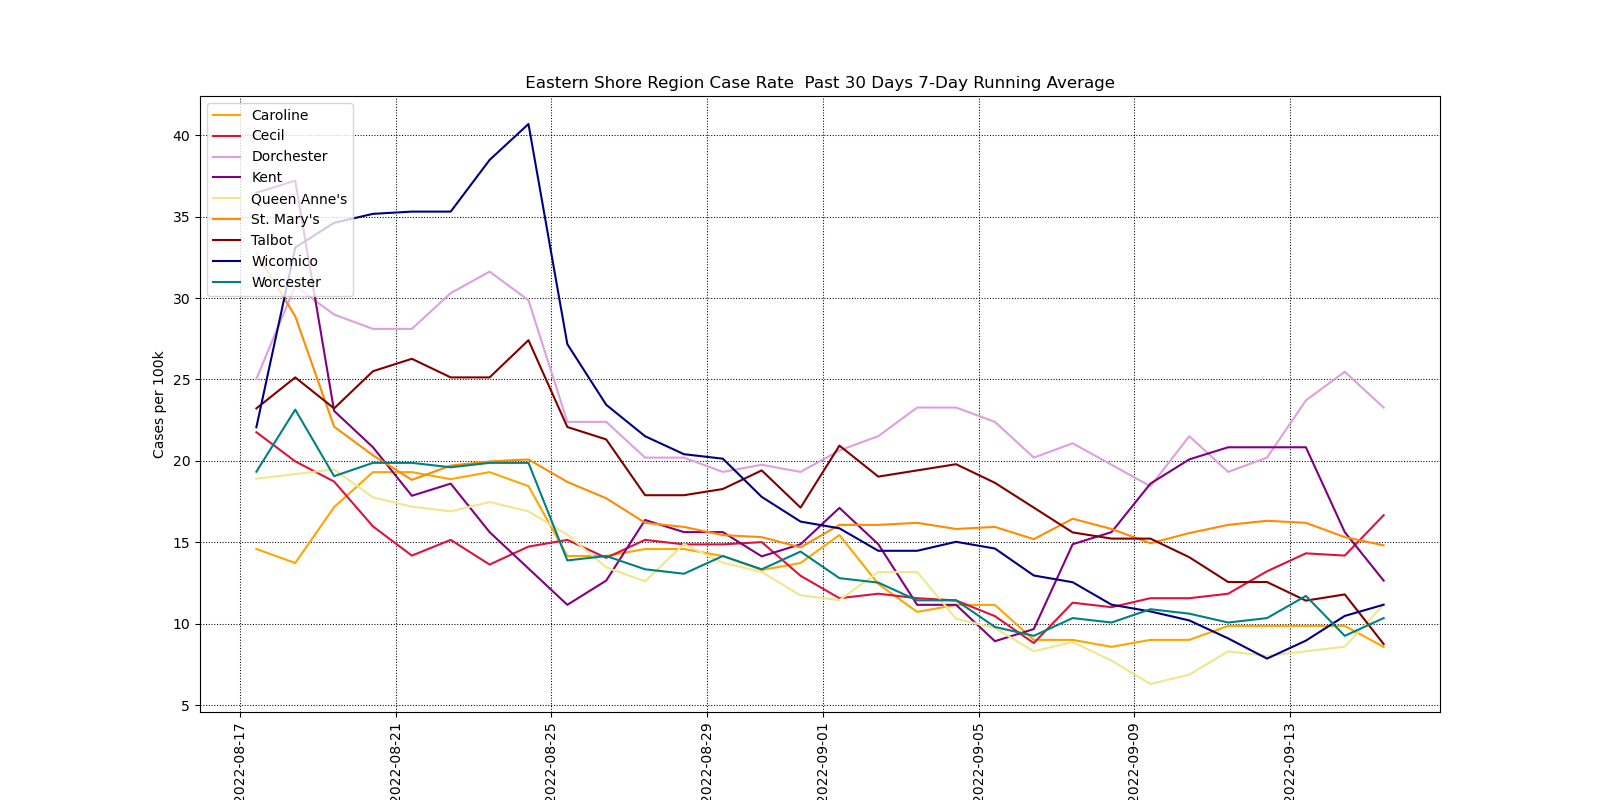 Eastern Shore Region Case Rate  Past 30 Days 7-Day Running Average
Caroline
Cecil
Dorchester
Kent
Queen Anne's
St. Mary's
Talbot
Wicomico
Worcester
Cases per 100k
40
35
30
25
20
15
10
5
2022-08-17
2022-08-21
2022-08-25
2022-08-29
2022-09-01
2022-09-05
2022-09-09
2022-09-13